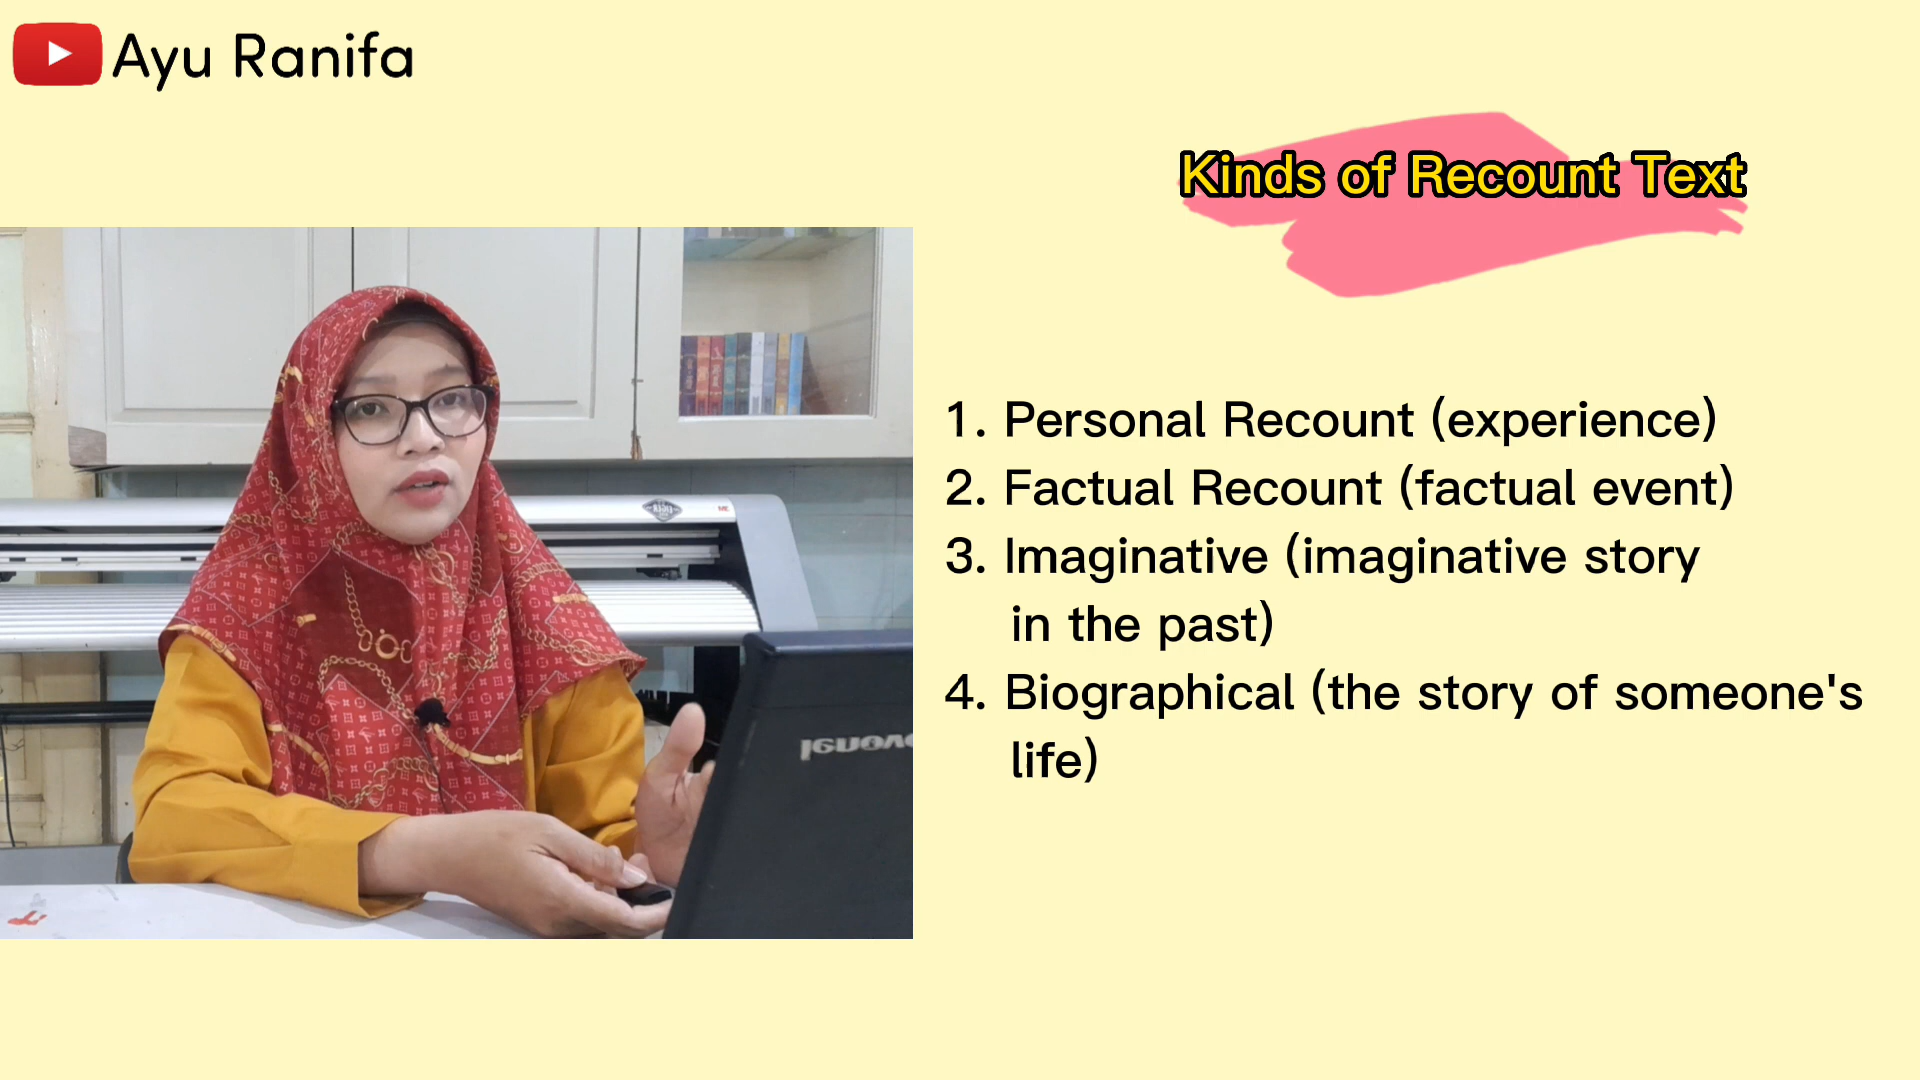 Ayu Ranifa
Kinds of Recount Text
1. Personal Recount (experience)
2. Factual Recount (factual event)
3. Imaginative (imaginative story
in the past)
4. Biographical (the story of someone's
life)
lenovo